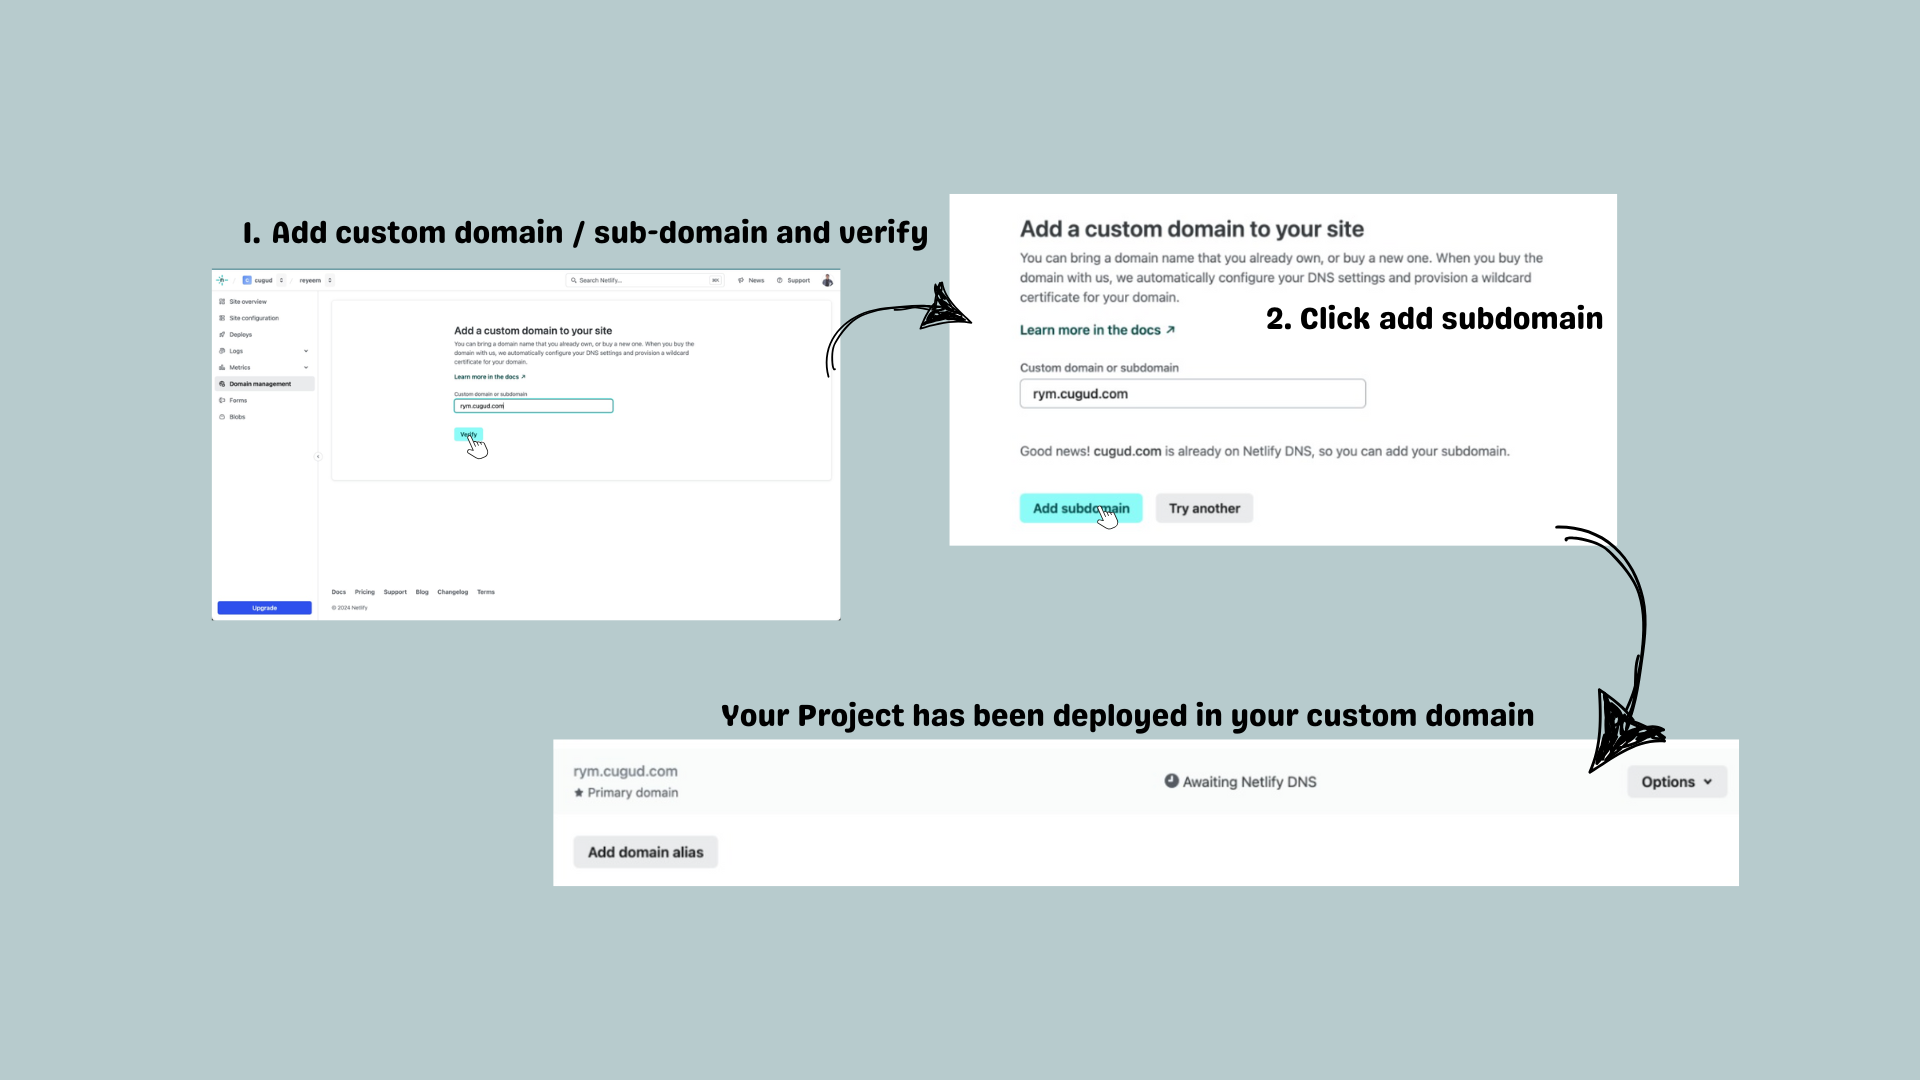 1. Add custom domain / sub-domain and verify
cugud / reyeem
Search Netlify...
News
Support
Site overview
Site configuration
Deploys
Logs
Metrics
Domain management
Forms
Blobs
Upgrade
Add a custom domain to your site
You can bring a domain name that you already own, or buy a new one. When you buy the
domain with us, we automatically configure your DNS settings and provision a wildcard
certificate for your domain.
Learn more in the docs ↗
Custom domain or subdomain
rym.cugud.com
Verify
Docs Pricing Support Blog Changelog Terms
© 2024 Netlify
Add a custom domain to your site
You can bring a domain name that you already own, or buy a new one. When you buy the
domain with us, we automatically configure your DNS settings and provision a wildcard
certificate for your domain.
2. Click add subdomain
Learn more in the docs ↗
Custom domain or subdomain
rym.cugud.com
Good news! cugud.com is already on Netlify DNS, so you can add your subdomain.
Add subdomain
Try another
Your Project has been deployed in your custom domain
rym.cugud.com
★ Primary domain
Awaiting Netlify DNS
Options
Add domain alias